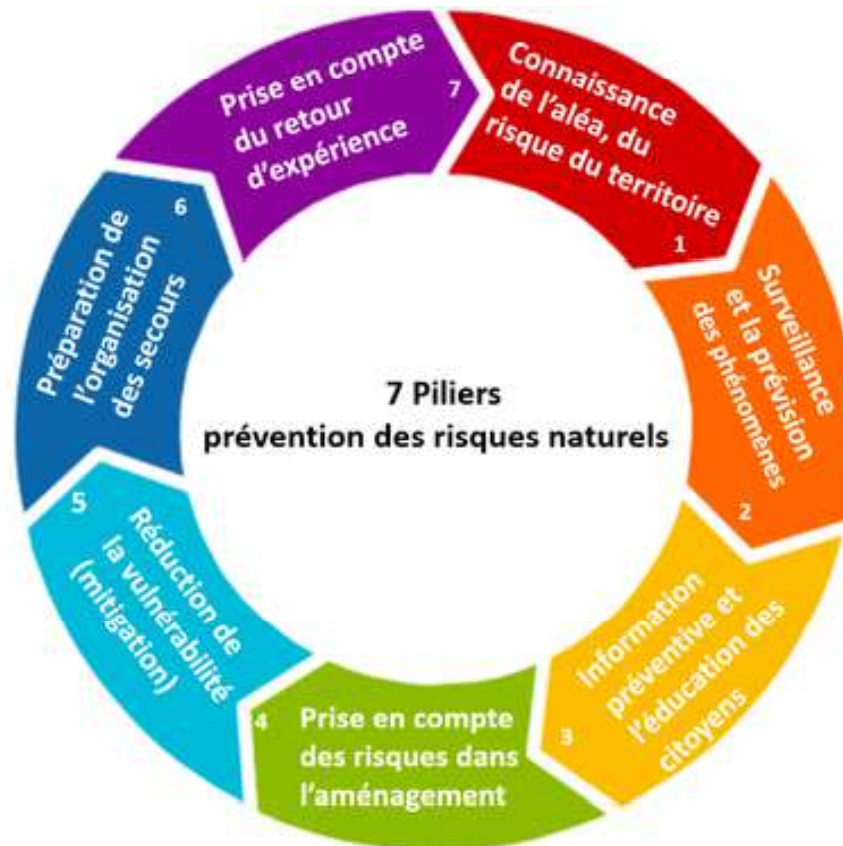 7 Piliers
prévention des risques naturels
Connaissance
de l'aléa, du
risque du territoire
1
Surveillance
et la prévision
des phénomènes
2
Information
préventive et
l'éducation des
citoyens
3
Prise en compte
des risques dans
l'aménagement
4
Réduction de
la vulnérabilité
(mitigation)
5
Préparation de
l'organisation
des secours
6
Prise en compte
du retour
d'expérience
7